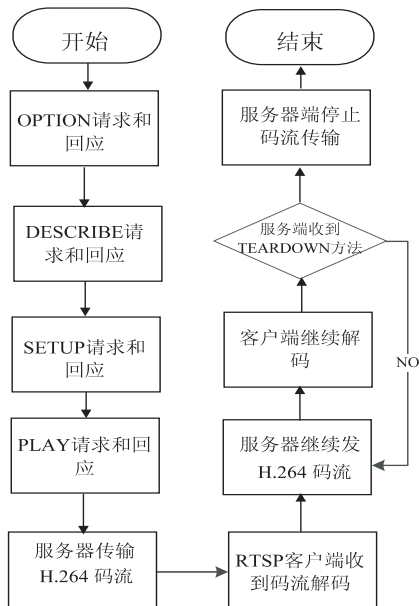 开始
OPTION请求和
回应
DESCRIBE请
求和回应
SETUP请求和
回应
PLAY请求和回
应
服务器传输
H.264 码流
RTSP客户端收
到码流解码
服务器继续发
H.264 码流
客户端继续解
码
服务端收到
TEARDOWN方法
NO
服务器端停止
码流传输
结束